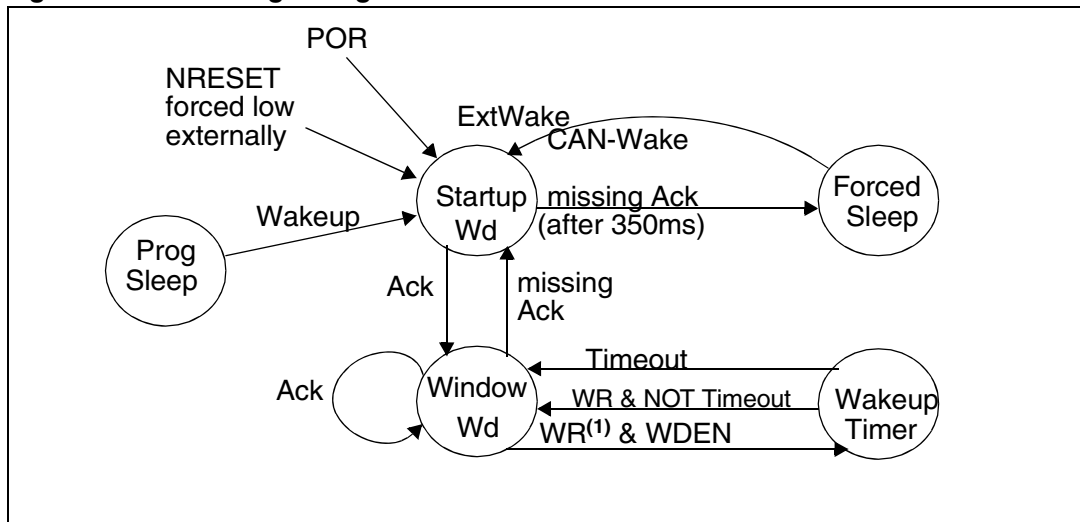 POR
NRESET
forced low
externally
ExtWake
CAN-Wake
Startup
Wd
missing Ack
(after 350ms)
Forced
Sleep
Wakeup
Prog
Sleep
Ack
missing
Ack
Ack
Window
Wd
Timeout
WR & NOT Timeout
WR(1) & WDEN
Wakeup
Timer